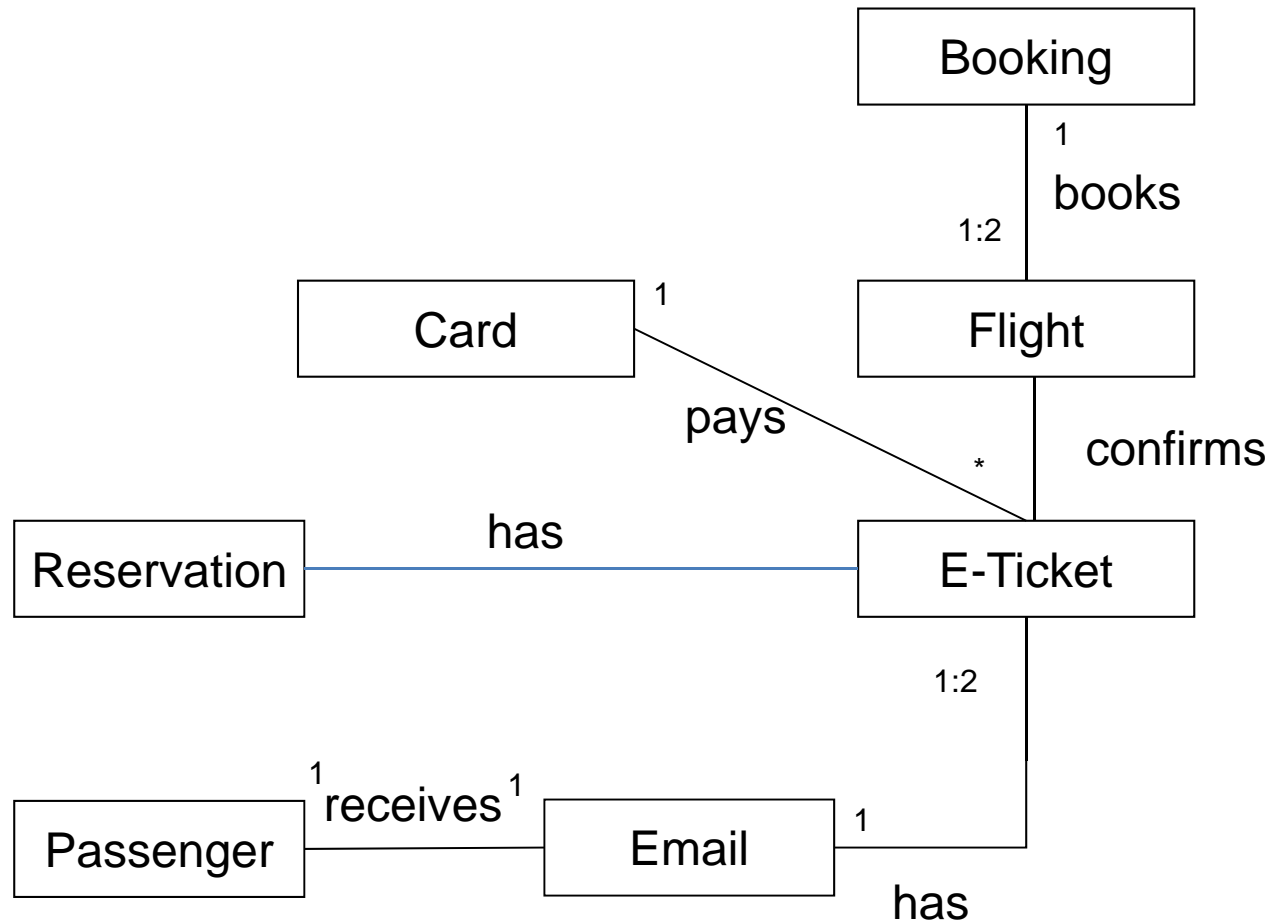 Booking
1
books
1:2
Card
1
Flight
pays
confirms
*
has
Reservation
E-Ticket
1:2
1
receives
1
Passenger
Email
1
has